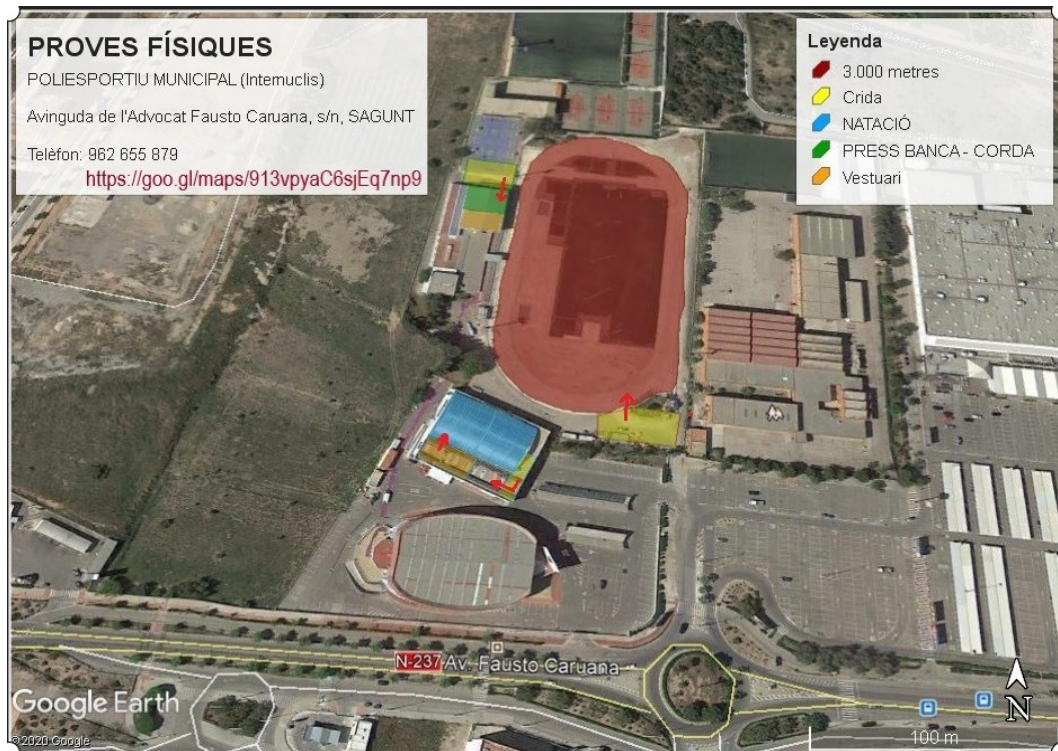 PROVES FÍSIQUES
POLIESPORTIU MUNICIPAL (Internuclis)
Avinguda de l'Advocat Fausto Caruana, s/n, SAGUNT
Telèfon: 962 655 879
https://goo.gl/maps/913vpyaC6sjEq7np9
Leyenda
3.000 metres
Crida
NATACIÓ
PRESS BANCA - CORDA
Vestuari
N-237 Av. Fausto Caruana
Google Earth
© 2020 Google
N
100 m